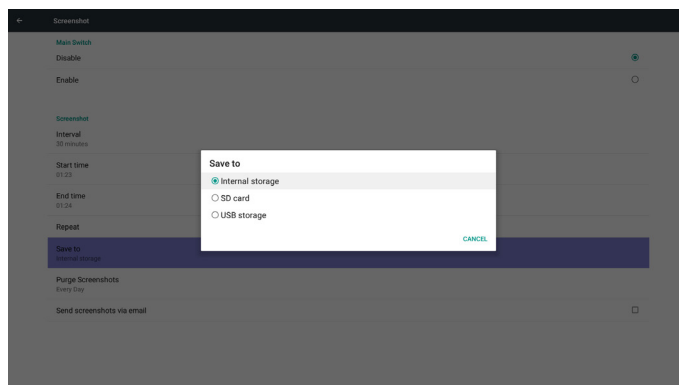 Screenshot
Main Switch
Disable
Enable
Screenshot
Interval
30 minutes
Start time
01:23
End time
01:24
Repeat
Save to
Internal storage
Purge Screenshots
Every Day
Send screenshots via email
Save to
Internal storage
SD card
USB storage
CANCEL